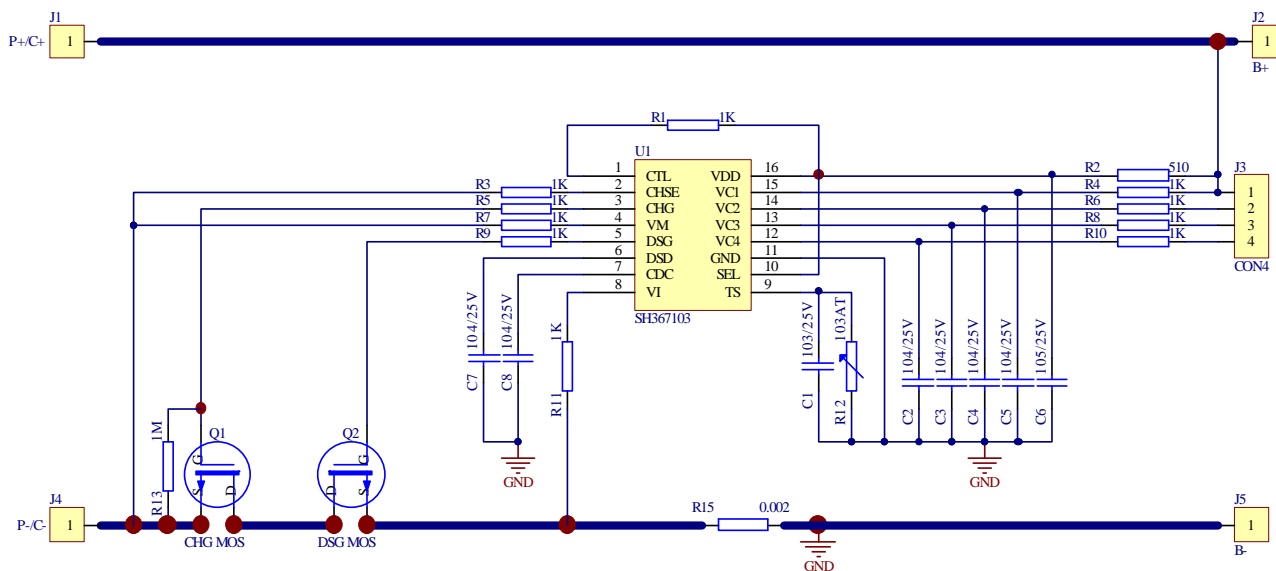 J1
J2
P+/C+
1
1
B+
R1
1K
U1
1
CTL
VDD
16
2
CHSE
VC1
15
3
CHG
VC2
14
4
VM
VC3
13
5
DSG
VC4
12
6
DSD
GND
11
7
CDC
SEL
10
8
VI
TS
9
SH367103
R3
1K
R5
1K
R7
1K
R9
1K
R2
510
R4
1K
R6
1K
R8
1K
R10
1K
J3
1
2
3
4
CON4
104/25V
C7
104/25V
C8
1K
R11
103/25V
C1
103AT
R12
104/25V
C2
104/25V
C3
104/25V
C4
104/25V
C5
105/25V
C6
GND
GND
1M
R13
Q1
G
S
D
Q2
G
D
S
J4
P-/C-
1
CHG MOS
DSG MOS
R15
0.002
GND
J5
1
B-